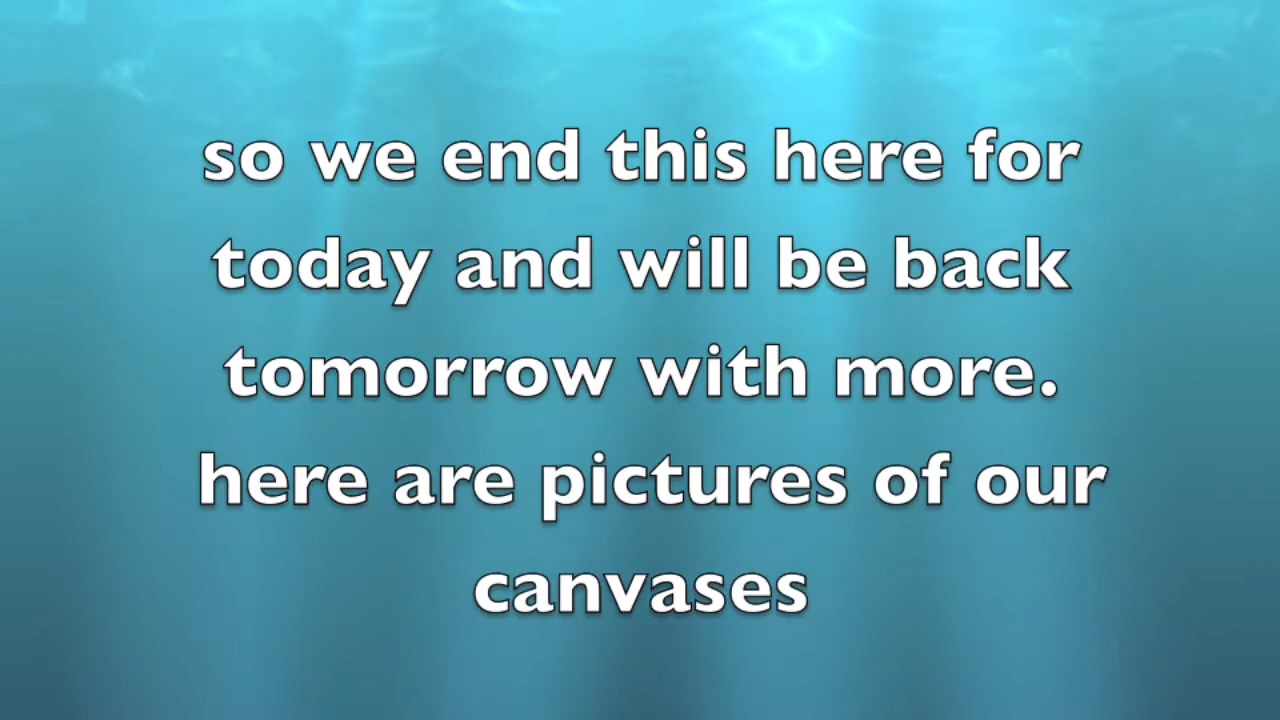 so we end this here for
today and will be back
tomorrow with more.
here are pictures of our
canvases